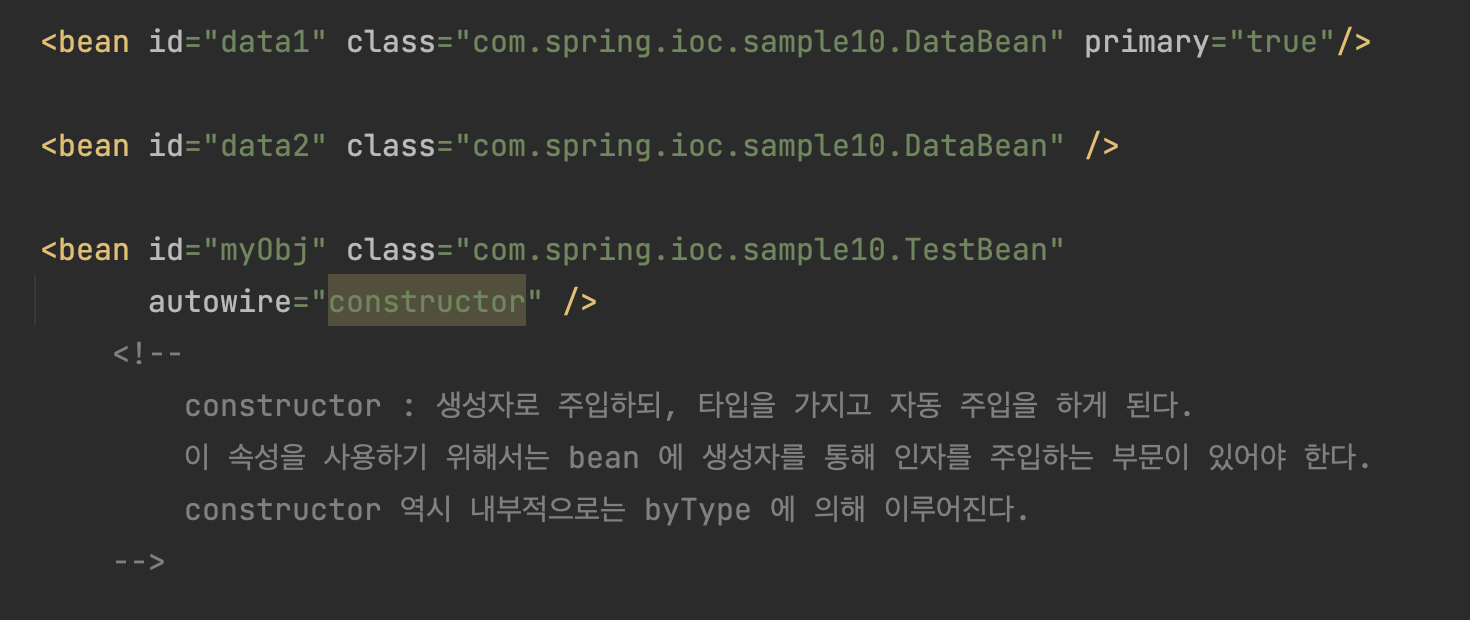 <bean id="data1" class="com.spring.ioc.sample10.DataBean" primary="true"/>
<bean id="data2" class="com.spring.ioc.sample10.DataBean" />
<bean id="myObj" class="com.spring.ioc.sample10.TestBean"
autowire="constructor" />
<!--
constructor : 생성자로 주입하되, 타입을 가지고 자동 주입을 하게 된다.
이 속성을 사용하기 위해서는 bean 에 생성자를 통해 인자를 주입하는 부문이 있어야 한다.
constructor 역시 내부적으로는 byType 에 의해 이루어진다.
-->